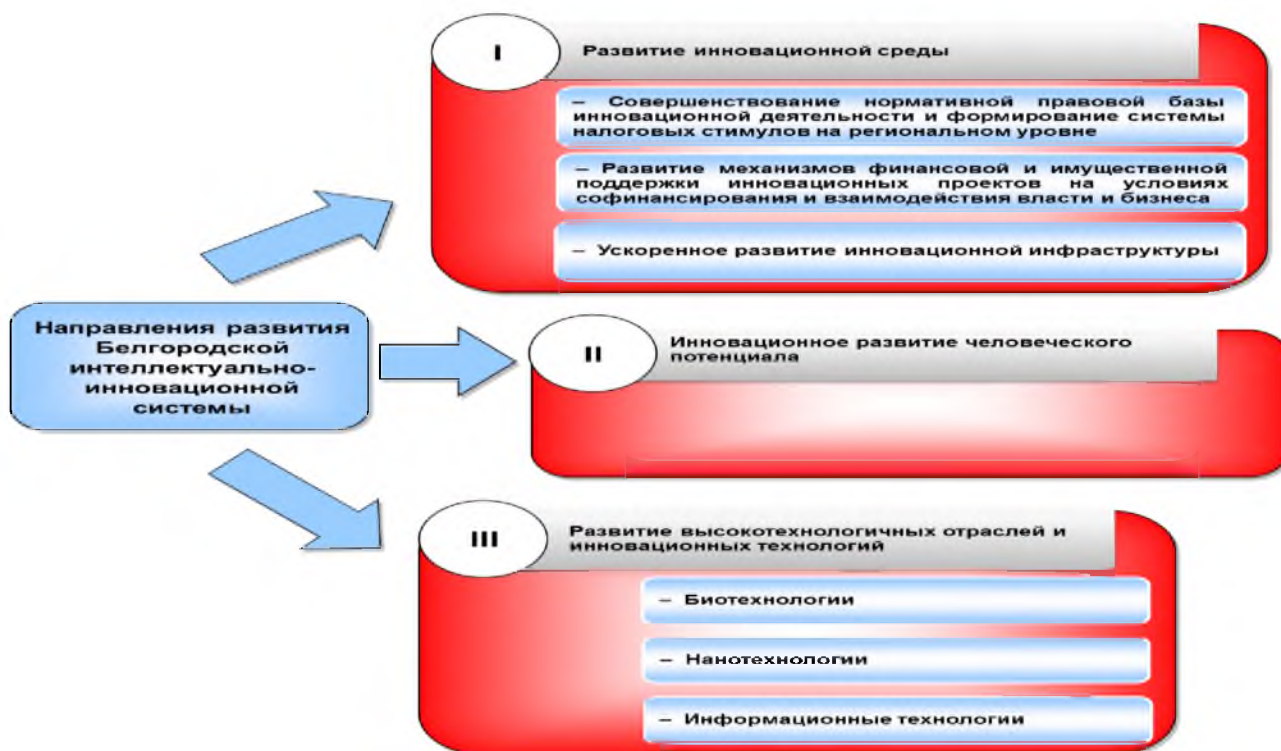 I
Развитие инновационной среды
– Совершенствование нормативной правовой базы
инновационной деятельности и формирование системы
налоговых стимулов на региональном уровне
– Развитие механизмов финансовой и имущественной
поддержки инновационных проектов на условиях
софинансирования и взаимодействия власти и бизнеса
– Ускоренное развитие инновационной инфраструктуры
Направления развития
Белгородской
интеллектуально-
инновационной
системы
II
Инновационное развитие человеческого
потенциала
III
Развитие высокотехнологичных отраслей и
инновационных технологий
– Биотехнологии
– Нанотехнологии
– Информационные технологии